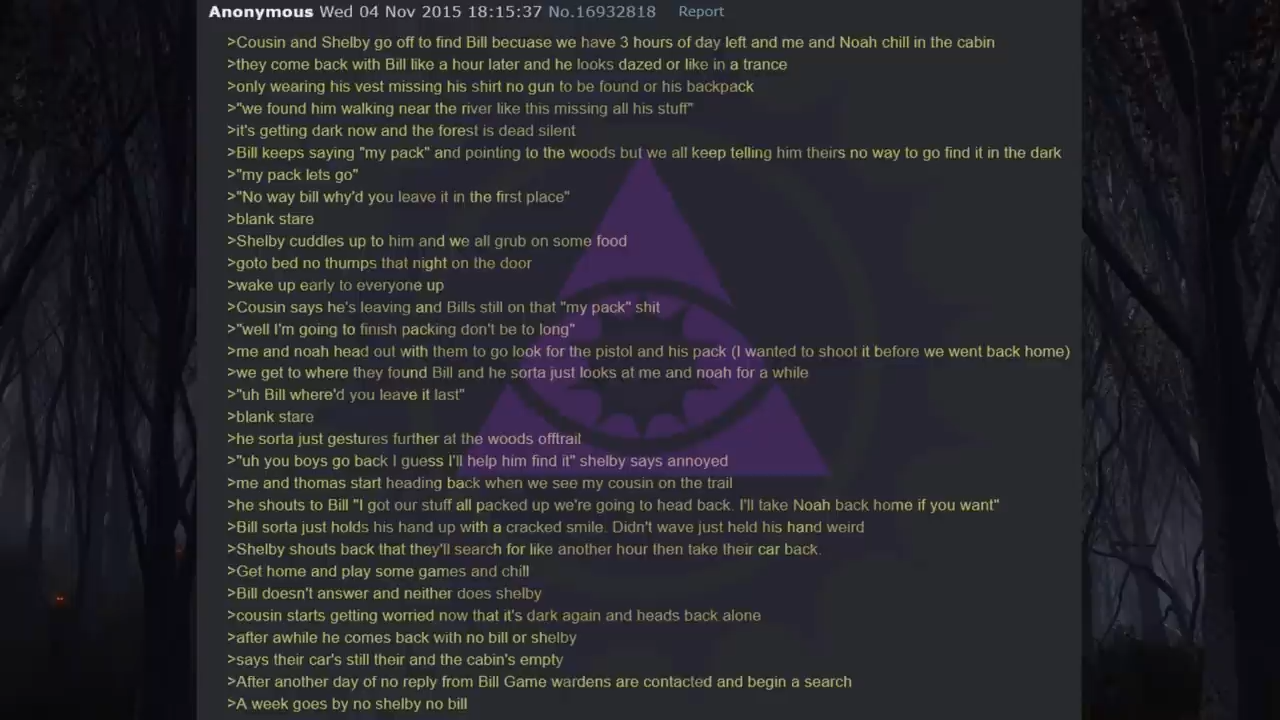 Anonymous Wed 04 Nov 2015 18:15:37 No.16932818 Report
>Cousin and Shelby go off to find Bill becuase we have 3 hours of day left and me and Noah chill in the cabin
>they come back with Bill like a hour later and he looks dazed or like in a trance
>only wearing his vest missing his shirt no gun to be found or his backpack
>"we found him walking near the river like this missing all his stuff"
>it's getting dark now and the forest is dead silent
>Bill keeps saying "my pack" and pointing to the woods but we all keep telling him theirs no way to go find it in the dark
>"my pack lets go"
>"No way bill why'd you leave it in the first place"
>blank stare
>Shelby cuddles up to him and we all grub on some food
>goto bed no thumps that night on the door
>wake up early to everyone up
>Cousin says he's leaving and Bills still on that "my pack" shit
>"well I'm going to finish packing don't be to long"
>me and noah head out with them to go look for the pistol and his pack (I wanted to shoot it before we went back home)
>we get to where they found Bill and he sorta just looks at me and noah for a while
>"uh Bill where'd you leave it last"
>blank stare
>he sorta just gestures further at the woods offtrail
>"uh you boys go back I guess I'll help him find it" shelby says annoyed
>me and thomas start heading back when we see my cousin on the trail
>he shouts to Bill "I got our stuff all packed up we're going to head back. I'll take Noah back home if you want"
>Bill sorta just holds his hand up with a cracked smile. Didn't wave just held his hand weird
>Shelby shouts back that they'll search for like another hour then take their car back.
>Get home and play some games and chill
>Bill doesn't answer and neither does shelby
>cousin starts getting worried now that it's dark again and heads back alone
>after awhile he comes back with no bill or shelby
>says their car's still their and the cabin's empty
>After another day of no reply from Bill Game wardens are contacted and begin a search
>A week goes by no shelby no bill